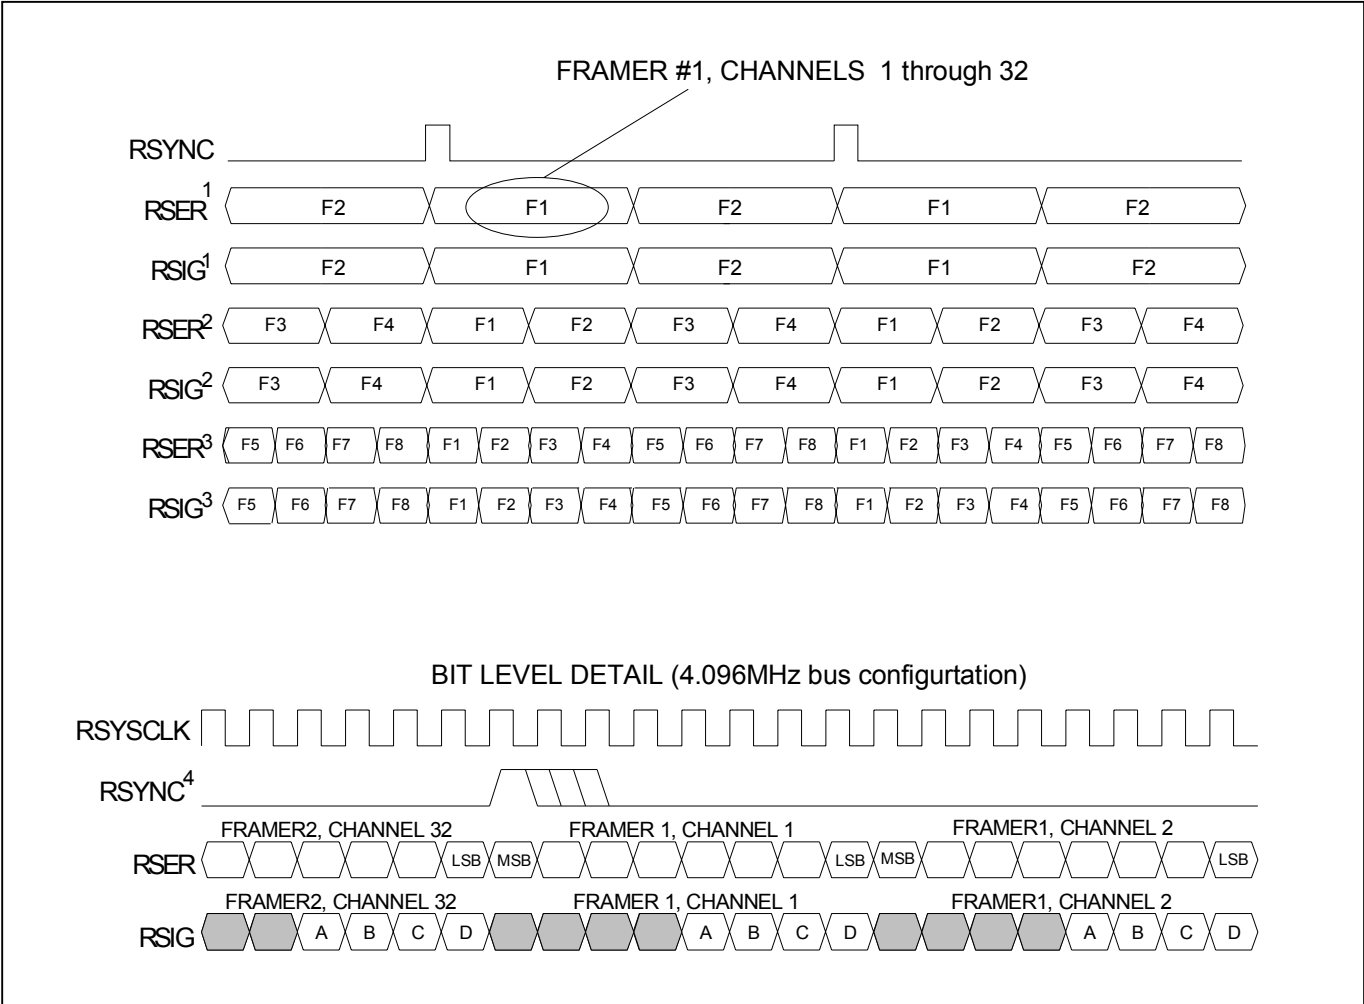 FRAMER #1, CHANNELS 1 through 32
RSYNC
RSER1 F2 F1 F2 F1 F2
RSIG1 F2 F1 F2 F1 F2
RSER2 F3 F4 F1 F2 F3 F4 F1 F2 F3 F4
RSIG2 F3 F4 F1 F2 F3 F4 F1 F2 F3 F4
RSER3 F5 F6 F7 F8 F1 F2 F3 F4 F5 F6 F7 F8 F1 F2 F3 F4 F5 F6 F7 F8
RSIG3 F5 F6 F7 F8 F1 F2 F3 F4 F5 F6 F7 F8 F1 F2 F3 F4 F5 F6 F7 F8
BIT LEVEL DETAIL (4.096MHz bus configurtation)
RSYSCLK
RSYNC4
FRAMER2, CHANNEL 32 FRAMER 1, CHANNEL 1 FRAMER1, CHANNEL 2
RSER LSB MSB LSB MSB LSB
FRAMER2, CHANNEL 32 FRAMER 1, CHANNEL 1 FRAMER1, CHANNEL 2
RSIG A B C D A B C D A B C D